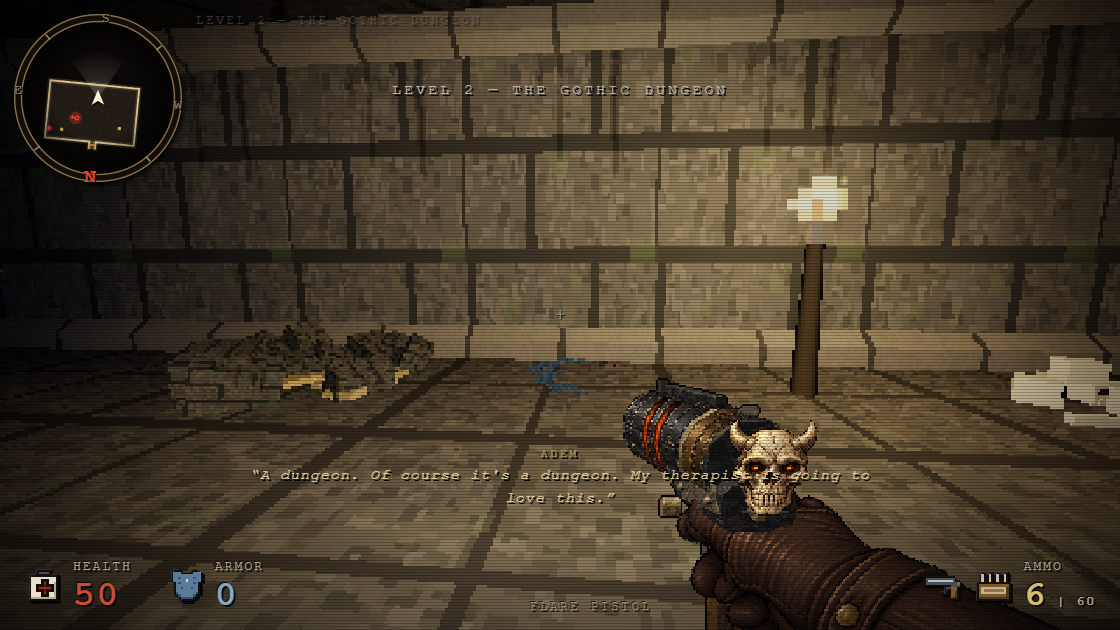 LEVEL 2 — THE GOTHIC DUNGEON
S
E
W
N
LEVEL 2 — THE GOTHIC DUNGEON
ADEM
“A dungeon. Of course it's a dungeon. My therapist is going to
love this.”
HEALTH
50
ARMOR
0
FLARE PISTOL
AMMO
6 | 60